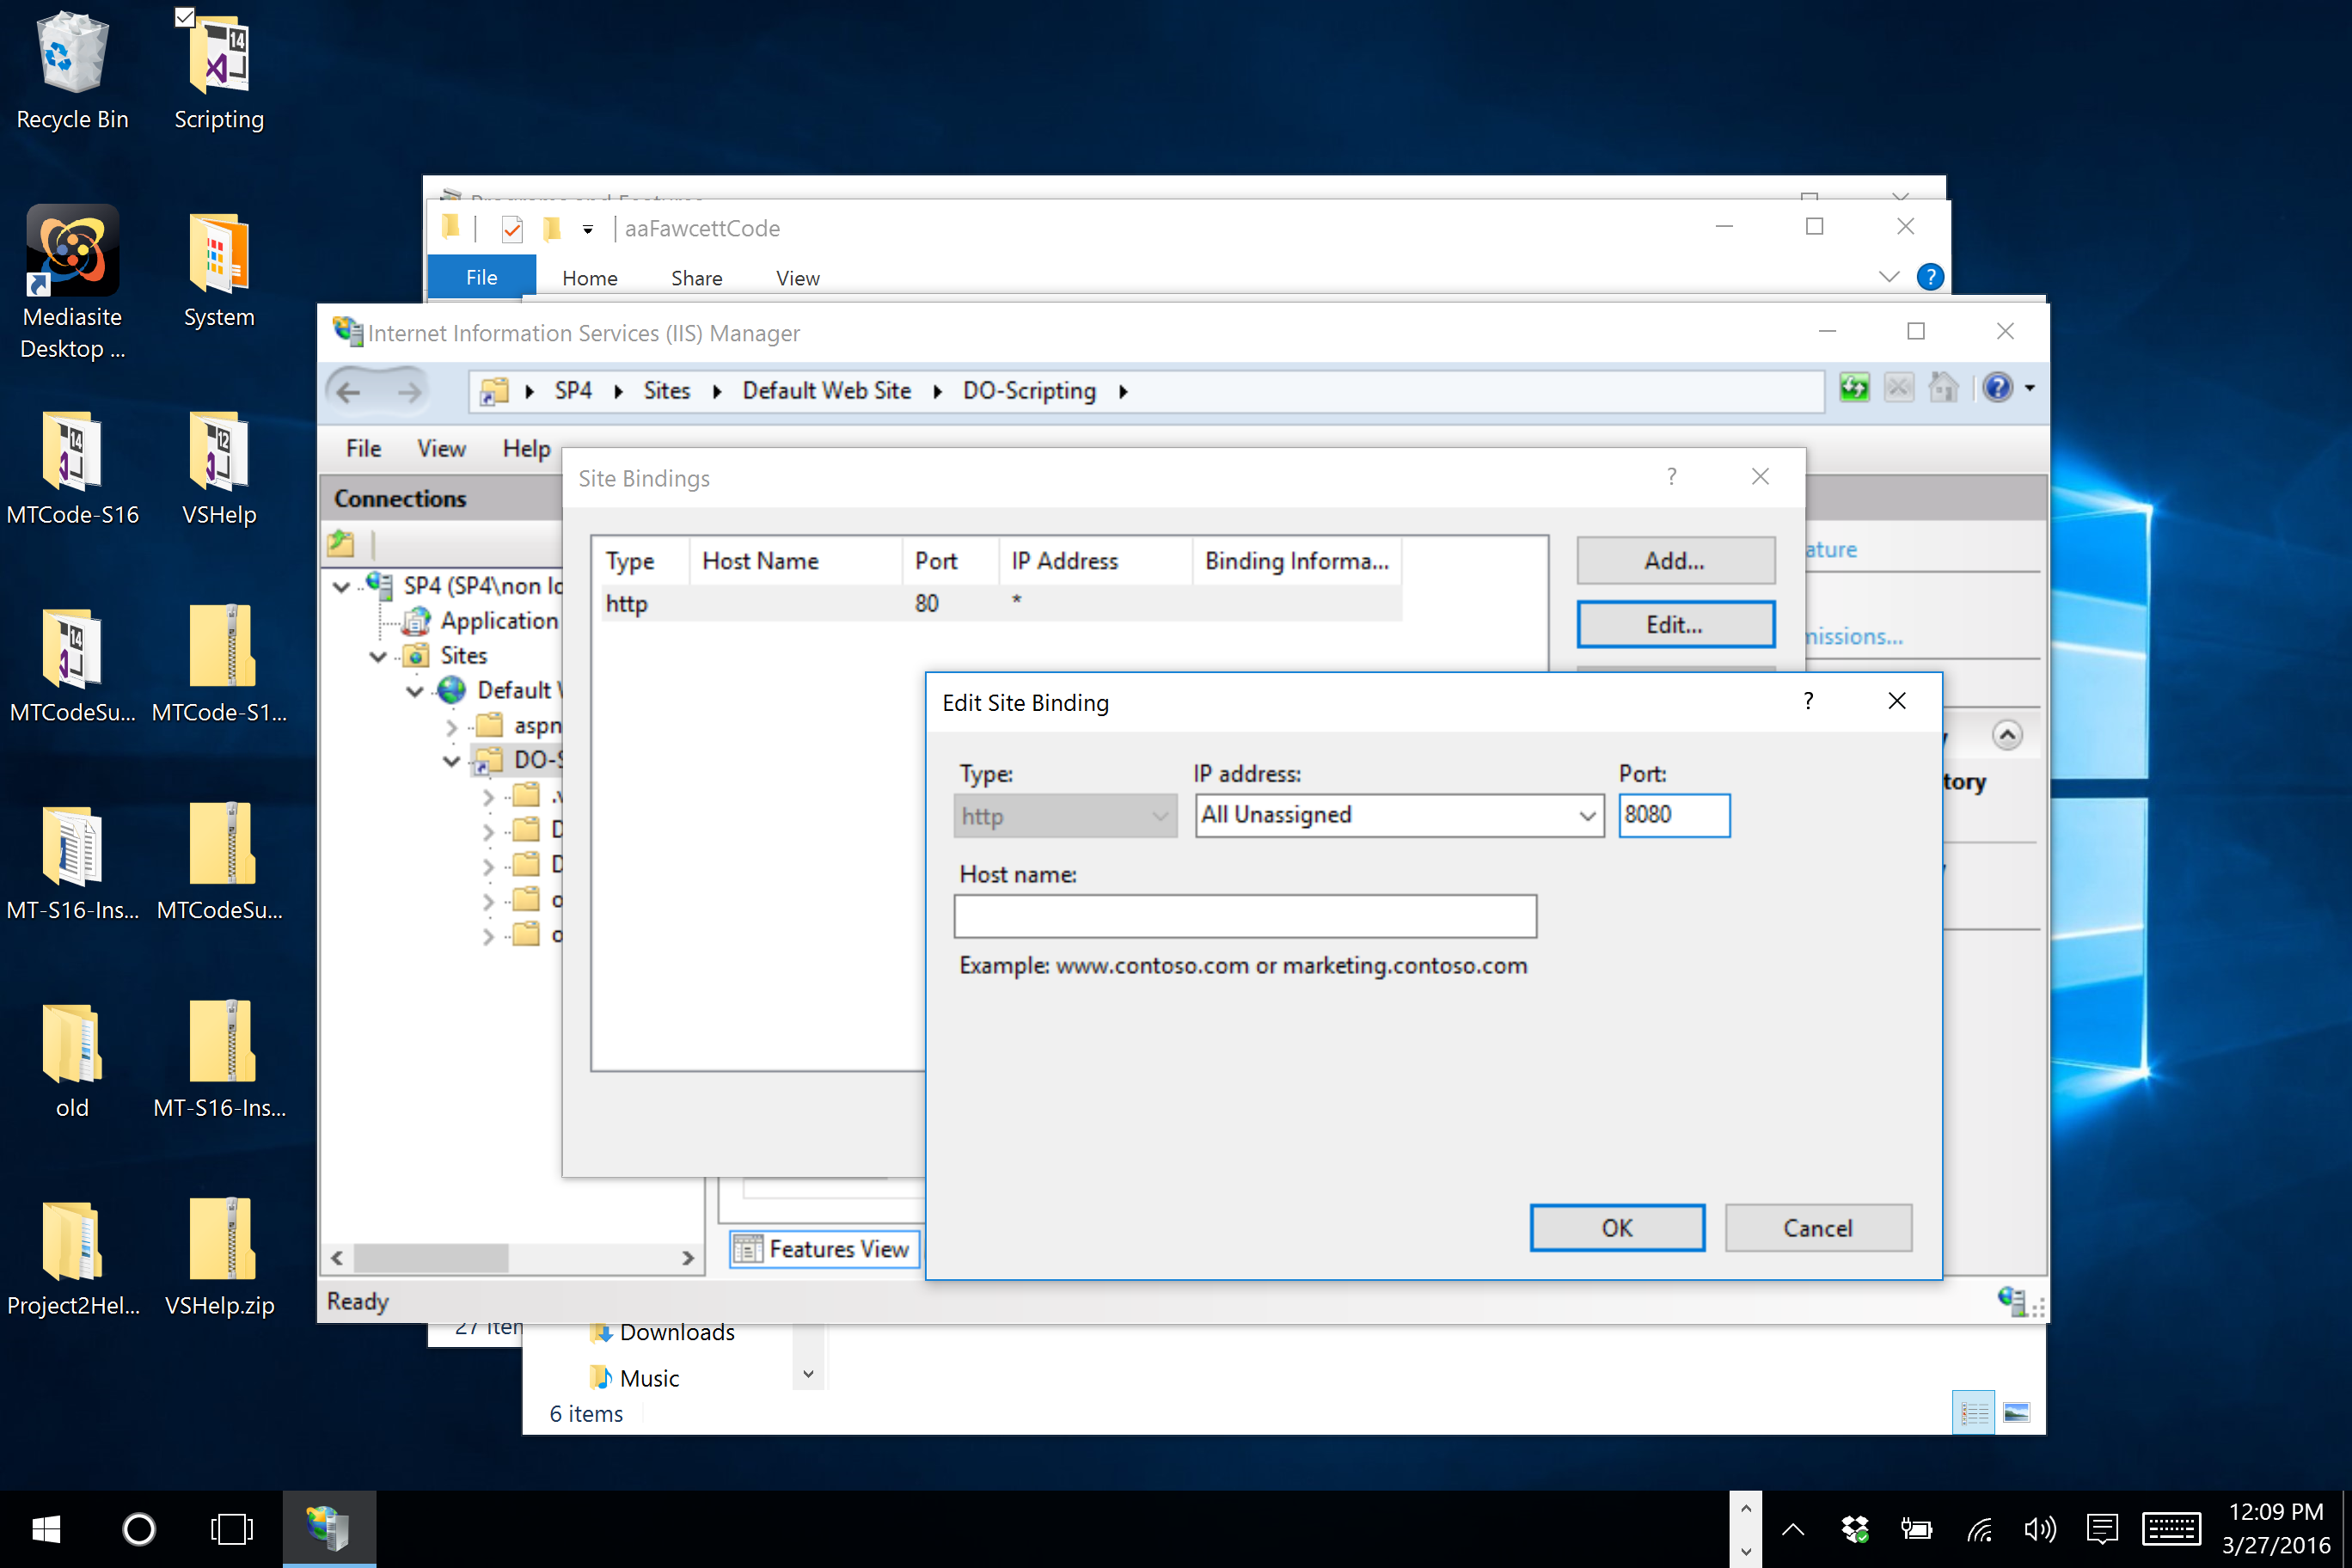 Recycle Bin
Scripting
Mediasite
Desktop ...
System
MTCode-S16
VSHelp
MTCodeSu...
MTCode-S1...
MT-S16-Ins...
MTCodeSu...
old
MT-S16-Ins...
Project2Hel...
VSHelp.zip
aaFawcettCode
File Home Share View
Internet Information Services (IIS) Manager
SP4 Sites Default Web Site DO-Scripting
File View Help
Connections
SP4 (SP4\non lo
Application
Sites
Default
aspn
DO-S
Site Bindings
Type Host Name Port IP Address Binding Informa...
http 80 *
Add...
Edit...
ature
missions...
tory
Edit Site Binding
Type: IP address: Port:
http All Unassigned 8080
Host name:
Example: www.contoso.com or marketing.contoso.com
OK Cancel
Features View
Ready
Downloads
Music
6 items
12:09 PM
3/27/2016